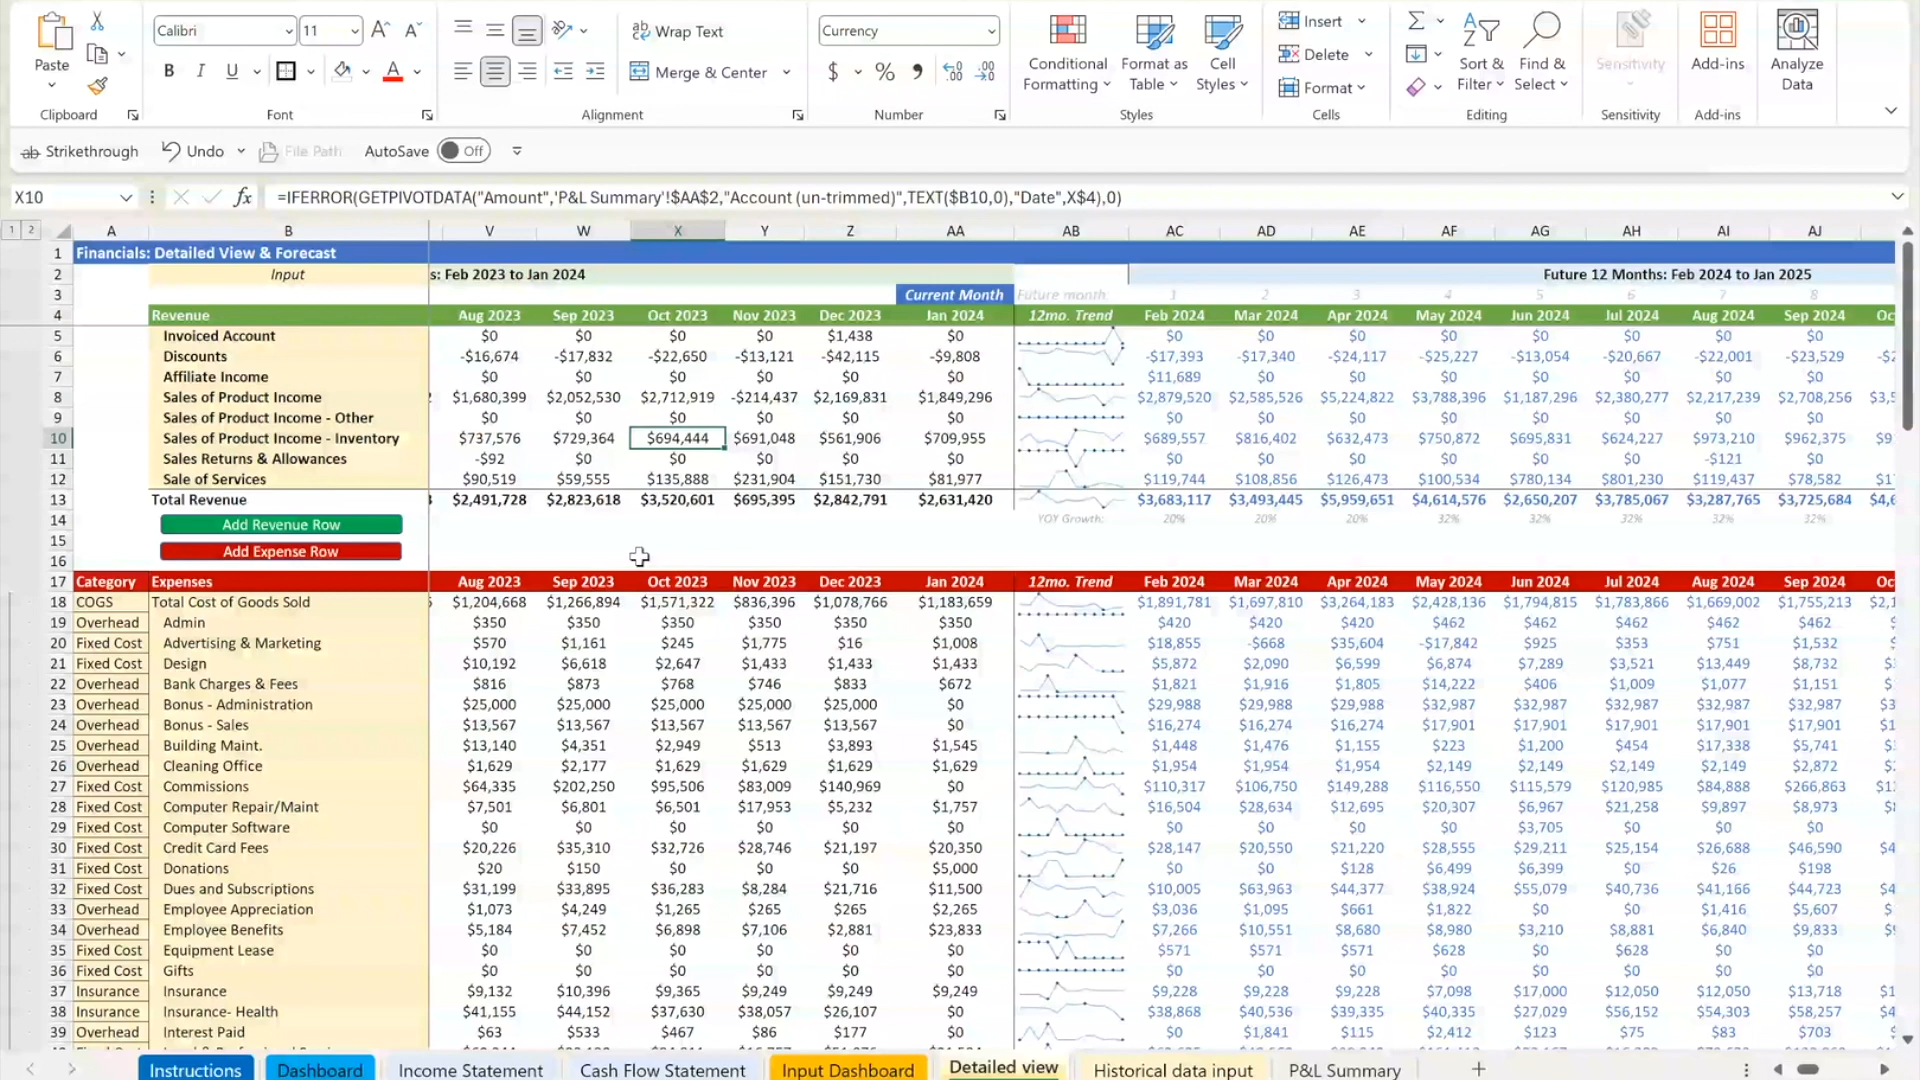 Paste
Clipboard
Calibri 11
B I U A
Font
Wrap Text
Merge & Center
Alignment
Currency
$ % 9
Number
Conditional Formatting
Format as Table
Cell Styles
Styles
Insert
Delete
Format
Cells
Sort & Filter
Find & Select
Editing
Sensitivity
Sensitivity
Add-ins
Add-ins
Analyze Data
ab Strikethrough Undo File Path AutoSave Off
X10 fx =IFERROR(GETPIVOTDATA("Amount",'P&L Summary'!$AA$2,"Account (un-trimmed)",TEXT($B10,0),"Date",X$4),0)
1 2 A B V W X Y Z AA AB AC AD AE AF AG AH AI AJ
1 Financials: Detailed View & Forecast
2 Input s: Feb 2023 to Jan 2024 Future 12 Months: Feb 2024 to Jan 2025
3 Current Month Future month 1 2 3 4 5 6 7 8
4 Revenue Aug 2023 Sep 2023 Oct 2023 Nov 2023 Dec 2023 Jan 2024 12mo. Trend Feb 2024 Mar 2024 Apr 2024 May 2024 Jun 2024 Jul 2024 Aug 2024 Sep 2024 Oc
5 Invoiced Account $0 $0 $0 $0 $1,438 $0 $0 $0 $0 $0 $0 $0 $0 $0
6 Discounts -$16,674 -$17,832 -$22,650 -$13,121 -$42,115 -$9,808 -$17,393 -$17,340 -$24,117 -$25,227 -$13,054 -$20,667 -$22,001 -$23,529 -$2
7 Affiliate Income $0 $0 $0 $0 $0 $0 $11,689 $0 $0 $0 $0 $0 $0 $0
8 Sales of Product Income 2 $1,680,399 $2,052,530 $2,712,919 -$214,437 $2,169,831 $1,849,296 $2,879,520 $2,585,526 $5,224,822 $3,788,396 $1,187,296 $2,380,277 $2,217,239 $2,708,256 $3,5
9 Sales of Product Income - Other $0 $0 $0 $0 $0 $0 $0 $0 $0 $0 $0 $0 $0 $0
10 Sales of Product Income - Inventory $737,576 $729,364 $694,444 $691,048 $561,906 $709,955 $689,557 $816,402 $632,473 $750,872 $695,831 $624,227 $973,210 $962,375 $9
11 Sales Returns & Allowances -$92 $0 $0 $0 $0 $0 $0 $0 $0 $0 $0 $0 -$121 $0
12 Sale of Services $90,519 $59,555 $135,888 $231,904 $151,730 $81,977 $119,744 $108,856 $126,473 $100,534 $780,134 $801,230 $119,437 $78,582 $
13 Total Revenue $2,491,728 $2,823,618 $3,520,601 $695,395 $2,842,791 $2,631,420 $3,683,117 $3,493,445 $5,959,651 $4,614,576 $2,650,207 $3,785,067 $3,287,765 $3,725,684 $4,6
14 Add Revenue Row YOY Growth: 20% 20% 20% 32% 32% 32% 32% 32%
15
16 Add Expense Row
17 Category Expenses Aug 2023 Sep 2023 Oct 2023 Nov 2023 Dec 2023 Jan 2024 12mo. Trend Feb 2024 Mar 2024 Apr 2024 May 2024 Jun 2024 Jul 2024 Aug 2024 Sep 2024 Oc
18 COGS Total Cost of Goods Sold $1,204,668 $1,266,894 $1,571,322 $836,396 $1,078,766 $1,183,659 $1,891,781 $1,697,810 $3,264,183 $2,428,136 $1,794,815 $1,783,866 $1,669,002 $1,755,213 $2,1
19 Overhead Admin $350 $350 $350 $350 $350 $350 $420 $420 $420 $462 $462 $462 $462 $462
20 Fixed Cost Advertising & Marketing $570 $1,161 $245 $1,775 $16 $1,008 $18,855 -$668 $35,604 -$17,842 $925 $353 $751 $1,532 $
21 Fixed Cost Design $10,192 $6,618 $2,647 $1,433 $1,433 $1,433 $5,872 $2,090 $6,599 $6,874 $7,289 $3,521 $13,449 $8,732 $
22 Overhead Bank Charges & Fees $816 $873 $768 $746 $833 $672 $1,821 $1,916 $1,805 $14,222 $406 $1,009 $1,077 $1,151 $
23 Overhead Bonus - Administration $25,000 $25,000 $25,000 $25,000 $25,000 $0 $29,988 $29,988 $29,988 $32,987 $32,987 $32,987 $32,987 $32,987 $3
24 Overhead Bonus - Sales $13,567 $13,567 $13,567 $13,567 $13,567 $0 $16,274 $16,274 $16,274 $17,901 $17,901 $17,901 $17,901 $17,901 $1
25 Overhead Building Maint. $13,140 $4,351 $2,949 $513 $3,893 $1,545 $1,448 $1,476 $1,155 $223 $1,200 $454 $17,338 $5,741 $
26 Overhead Cleaning Office $1,629 $2,177 $1,629 $1,629 $1,629 $1,629 $1,954 $1,954 $1,954 $2,149 $2,149 $2,149 $2,149 $2,872 $
27 Fixed Cost Commissions $64,335 $202,250 $95,506 $83,009 $140,969 $0 $110,317 $106,750 $149,288 $116,550 $115,579 $120,985 $84,888 $266,863 $1
28 Fixed Cost Computer Repair/Maint $7,501 $6,801 $6,501 $17,953 $5,232 $1,757 $16,504 $28,634 $12,695 $20,307 $6,967 $21,258 $9,897 $8,973 $
29 Fixed Cost Computer Software $0 $0 $0 $0 $0 $0 $0 $0 $0 $0 $3,705 $0 $0 $0
30 Fixed Cost Credit Card Fees $20,226 $35,310 $32,726 $28,746 $21,197 $20,350 $28,147 $20,550 $21,220 $28,555 $29,211 $25,154 $26,688 $46,590 $4
31 Fixed Cost Donations $20 $150 $0 $0 $0 $5,000 $0 $0 $128 $6,499 $6,399 $0 $26 $198
32 Fixed Cost Dues and Subscriptions $31,199 $33,895 $36,283 $8,284 $21,716 $11,500 $10,005 $63,963 $44,377 $38,924 $55,079 $40,736 $41,166 $44,723 $4
33 Overhead Employee Appreciation $1,073 $4,249 $1,265 $265 $265 $2,265 $3,036 $1,095 $661 $1,822 $0 $0 $1,416 $5,607 $
34 Overhead Employee Benefits $5,184 $7,452 $6,898 $7,106 $2,881 $23,833 $7,266 $10,551 $8,680 $8,980 $3,210 $8,881 $6,840 $9,833 $
35 Fixed Cost Equipment Lease $0 $0 $0 $0 $0 $0 $571 $571 $571 $628 $0 $628 $0 $0
36 Fixed Cost Gifts $0 $0 $0 $0 $0 $0 $0 $0 $0 $0 $0 $0 $0 $0
37 Insurance Insurance $9,132 $10,396 $9,365 $9,249 $9,249 $9,249 $9,228 $9,228 $9,228 $7,098 $17,000 $12,050 $12,050 $13,718 $1
38 Insurance Insurance- Health $41,155 $44,152 $37,630 $38,057 $26,107 $0 $38,868 $40,536 $39,335 $40,335 $27,029 $56,152 $54,303 $58,257 $4
39 Overhead Interest Paid $63 $533 $467 $86 $177 $0 $0 $1,841 $115 $2,412 $123 $75 $83 $703
Instructions Dashboard Income Statement Cash Flow Statement Input Dashboard Detailed view Historical data input P&L Summary +